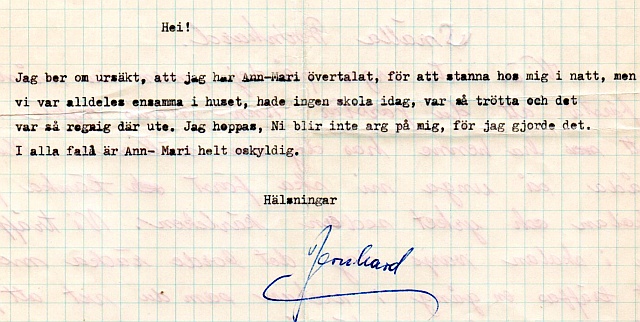 Hei!
Jag ber om ursäkt, att jag har Ann-Mari övertalat, för att stanna hos mig i natt, men
vi var alldeles ensamma i huset, hade ingen skola idag, var så trötta och det
var så regnig där ute. Jag hoppas, Ni blir inte arg på mig, för jag gjorde det.
I alla fall är Ann- Mari helt oskyldig.
Hälsningar